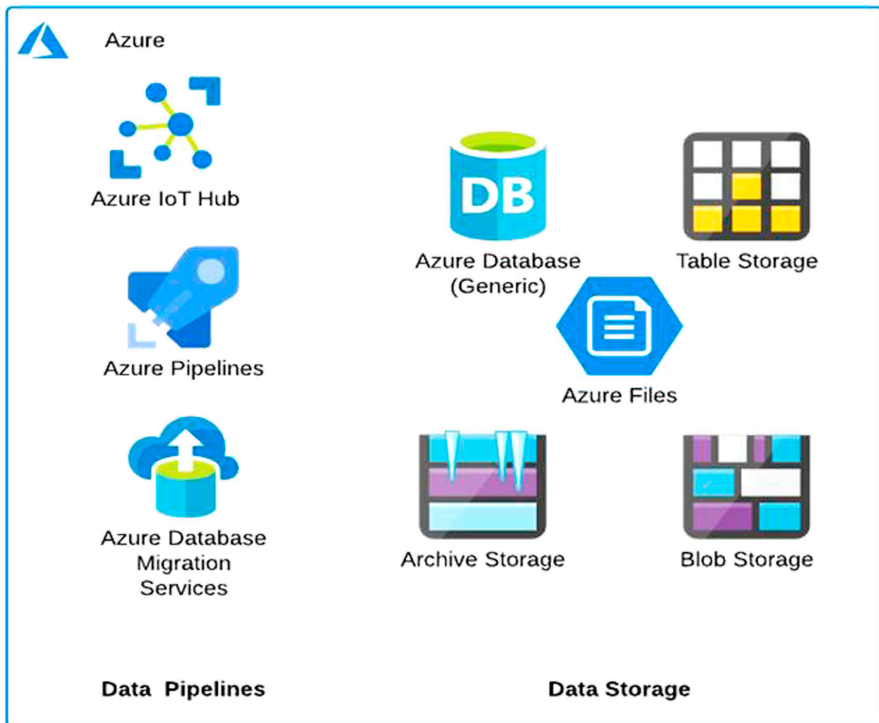 Azure
Azure IoT Hub
Azure Pipelines
Azure Database
Migration
Services
Data Pipelines
DB
Azure Database
(Generic)
Table Storage
Azure Files
Archive Storage
Blob Storage
Data Storage